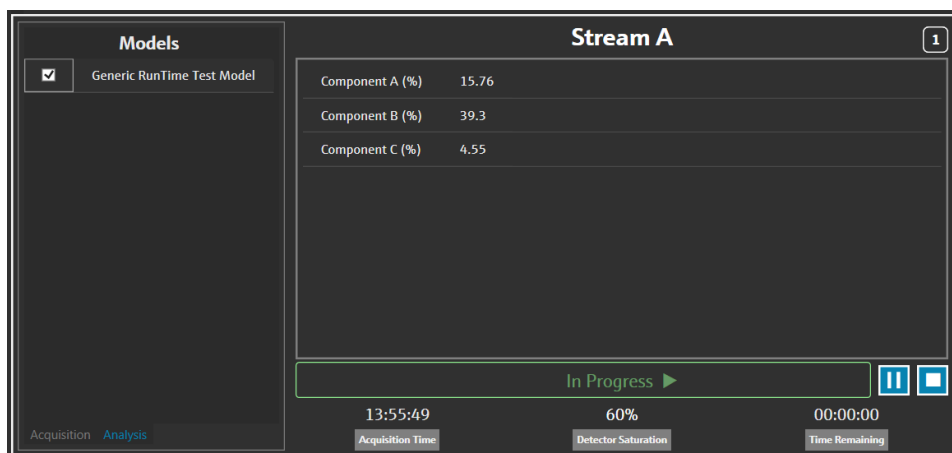 Models
Generic RunTime Test Model
Acquisition Analysis
Stream A
1
Component A (%) 15.76
Component B (%) 39.3
Component C (%) 4.55
In Progress
13:55:49 60% 00:00:00
Acquisition Time Detector Saturation Time Remaining